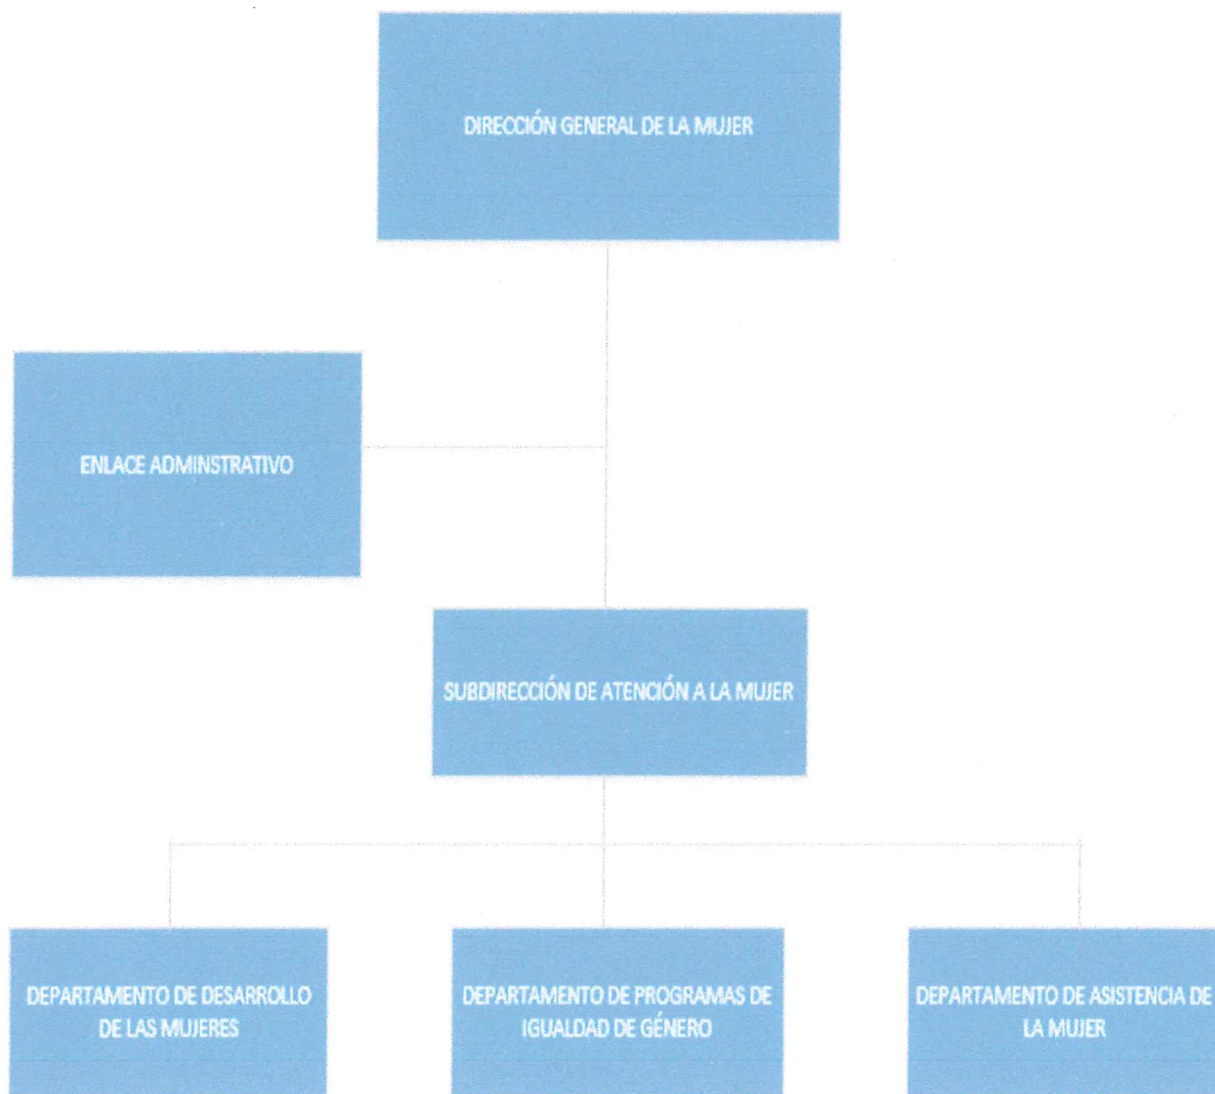 DIRECCIÓN GENERAL DE LA MUJER
ENLACE ADMINSTRATIVO
SUBDIRECCIÓN DE ATENCIÓN A LA MUJER
DEPARTAMENTO DE DESARROLLO
DE LAS MUJERES
DEPARTAMENTO DE PROGRAMAS DE
IGUALDAD DE GÉNERO
DEPARTAMENTO DE ASISTENCIA DE
LA MUJER